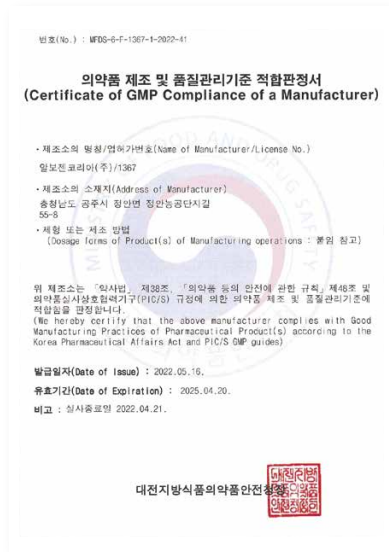 번호(No.) : MFDS-6-F-1367-1-2022-41
의약품 제조 및 품질관리기준 적합판정서
(Certificate of GMP Compliance of a Manufacturer)
· 제조소의 명칭/업허가번호(Name of Manufacturer/License No.)
알보젠코리아(주)/1367
· 제조소의 소재지(Address of Manufacturer)
충청남도 공주시 정안면 정안농공단지길
55-8
· 제형 또는 제조 방법
(Dosage forms of Product(s) of Manufacturing operations : 붙임 참고)
위 제조소는 「약사법」 제38조, 「의약품 등의 안전에 관한 규칙」 제48조 및
의약품실사상호협력기구(PIC/S) 규정에 의한 의약품 제조 및 품질관리기준에
적합함을 판정합니다.
(We hereby certify that the above manufacturer complies with Good
Manufacturing Practices of Pharmaceutical Product(s) according to the
Korea Pharmaceutical Affairs Act and PIC/S GMP guides)
발급일자(Date of Issue) : 2022.05.16.
유효기간(Date of Expiration) : 2025.04.20.
비고 : 실사종료일 2022.04.21.
대전지방식품의약품안전청장